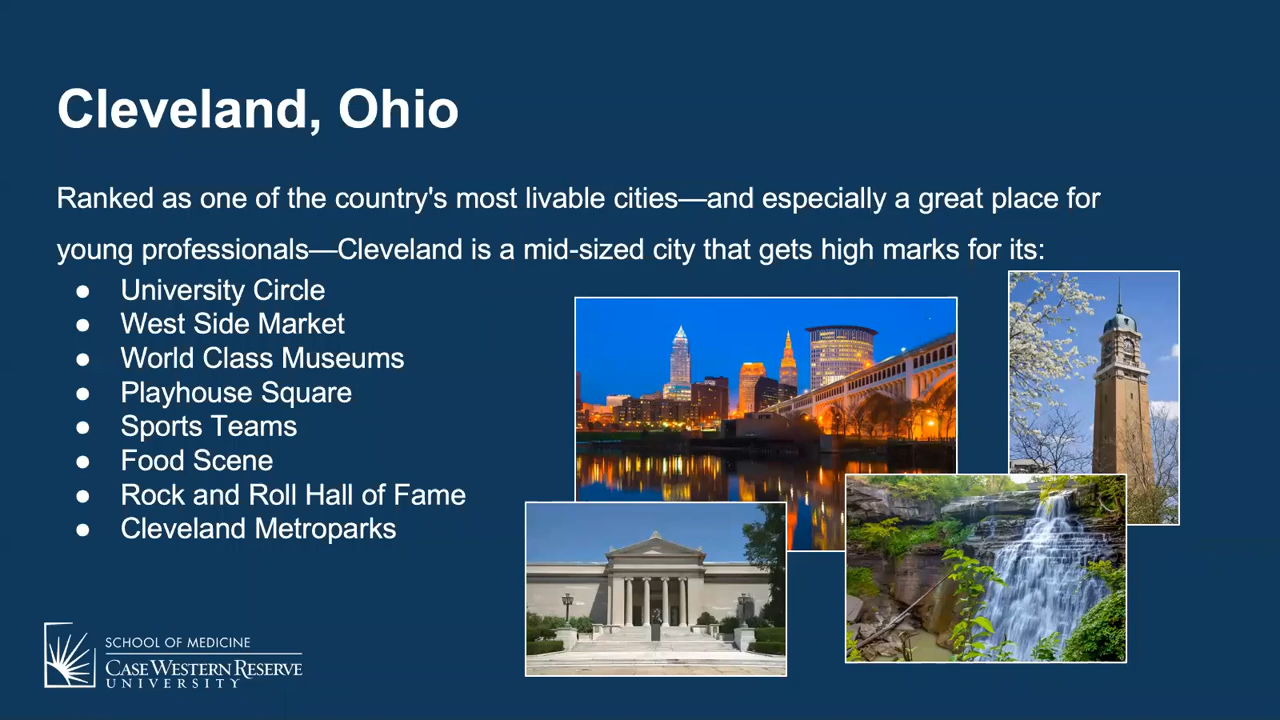 Cleveland, Ohio
Ranked as one of the country's most livable cities—and especially a great place for
young professionals—Cleveland is a mid-sized city that gets high marks for its:
● University Circle
● West Side Market
● World Class Museums
● Playhouse Square
● Sports Teams
● Food Scene
● Rock and Roll Hall of Fame
● Cleveland Metroparks
SCHOOL OF MEDICINE
CASE WESTERN RESERVE
UNIVERSITY